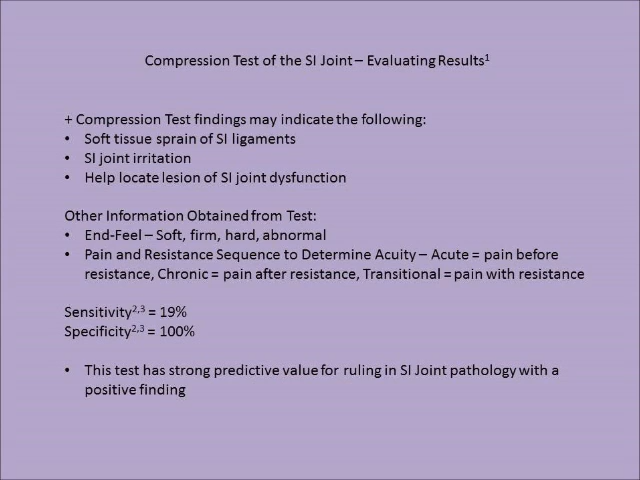 Compression Test of the SI Joint – Evaluating Results¹
+ Compression Test findings may indicate the following:
• Soft tissue sprain of SI ligaments
• SI joint irritation
• Help locate lesion of SI joint dysfunction
Other Information Obtained from Test:
• End-Feel – Soft, firm, hard, abnormal
• Pain and Resistance Sequence to Determine Acuity – Acute = pain before
resistance, Chronic = pain after resistance, Transitional = pain with resistance
Sensitivity²,³ = 19%
Specificity²,³ = 100%
• This test has strong predictive value for ruling in SI Joint pathology with a
positive finding